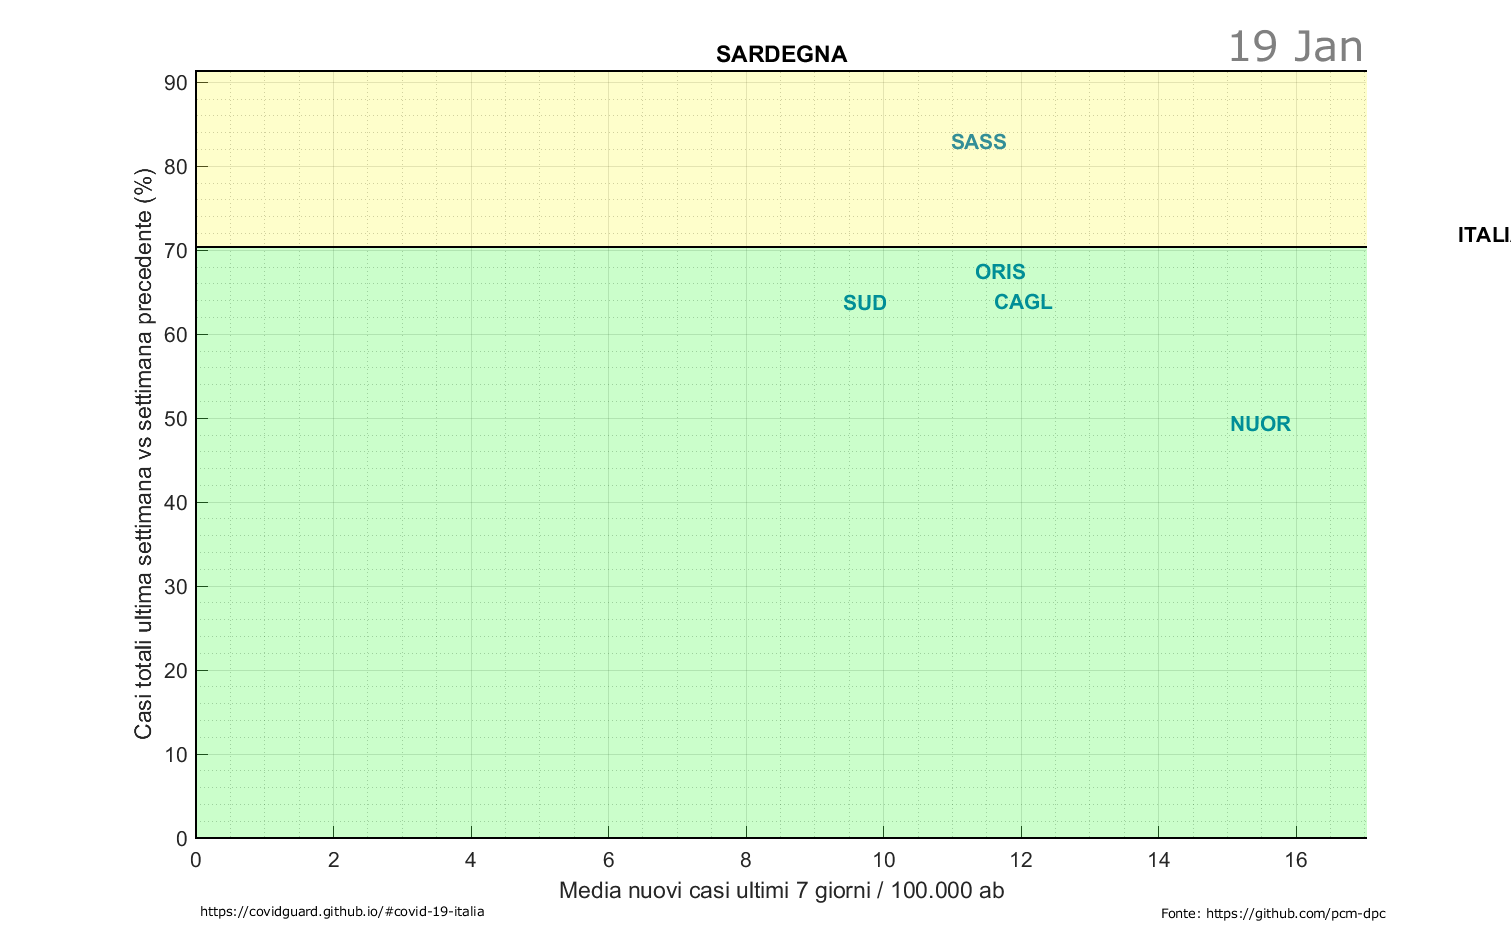 19 Jan
SARDEGNA
90
80
70
60
50
40
30
20
10
0
Casi totali ultima settimana vs settimana precedente (%)
SASS
ITALI
ORIS
SUD
CAGL
NUOR
0 2 4 6 8 10 12 14 16
Media nuovi casi ultimi 7 giorni / 100.000 ab
https://covidguard.github.io/#covid-19-italia
Fonte: https://github.com/pcm-dpc